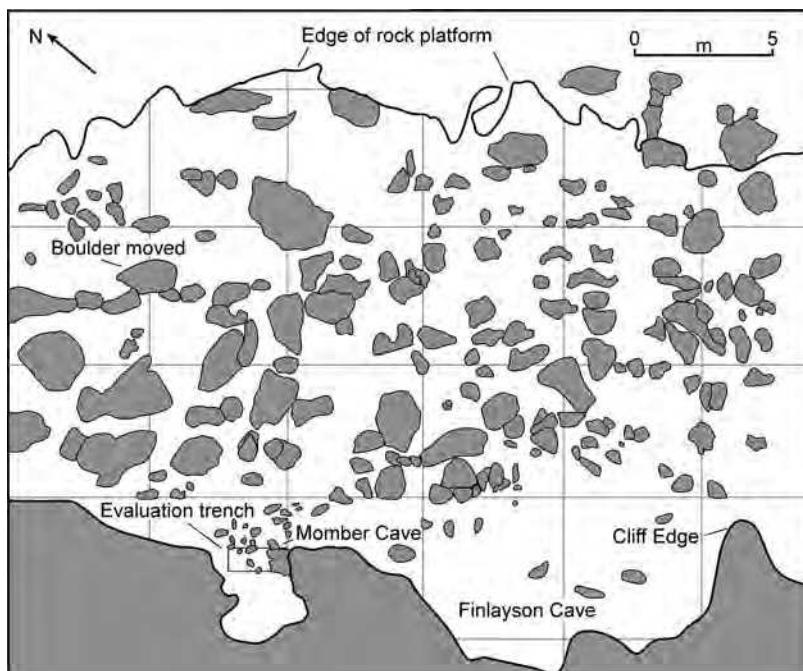 N
Edge of rock platform
0 5
m
Boulder moved
Evaluation trench
Momber Cave
Cliff Edge
Finlayson Cave